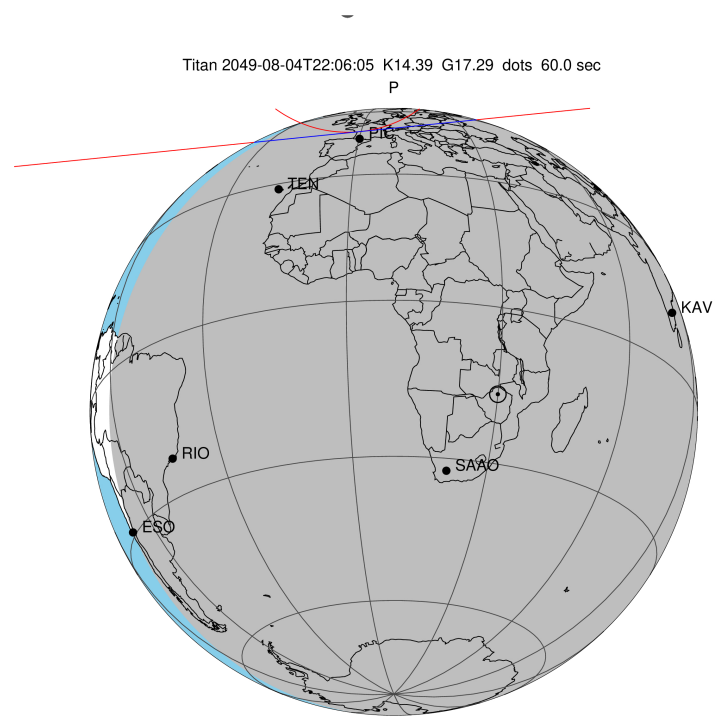 Titan 2049-08-04T22:06:05 K14.39 G17.29 dots 60.0 sec
P
PIC
TEN
KAV
RIO
SAAO
ESO